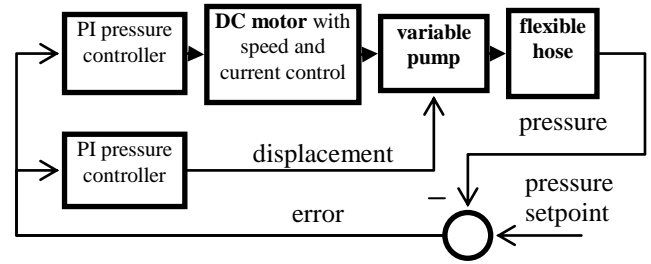 PI pressure
controller
DC motor with
speed and
current control
variable
pump
flexible
hose
pressure
PI pressure
controller
displacement
pressure
setpoint
–
error